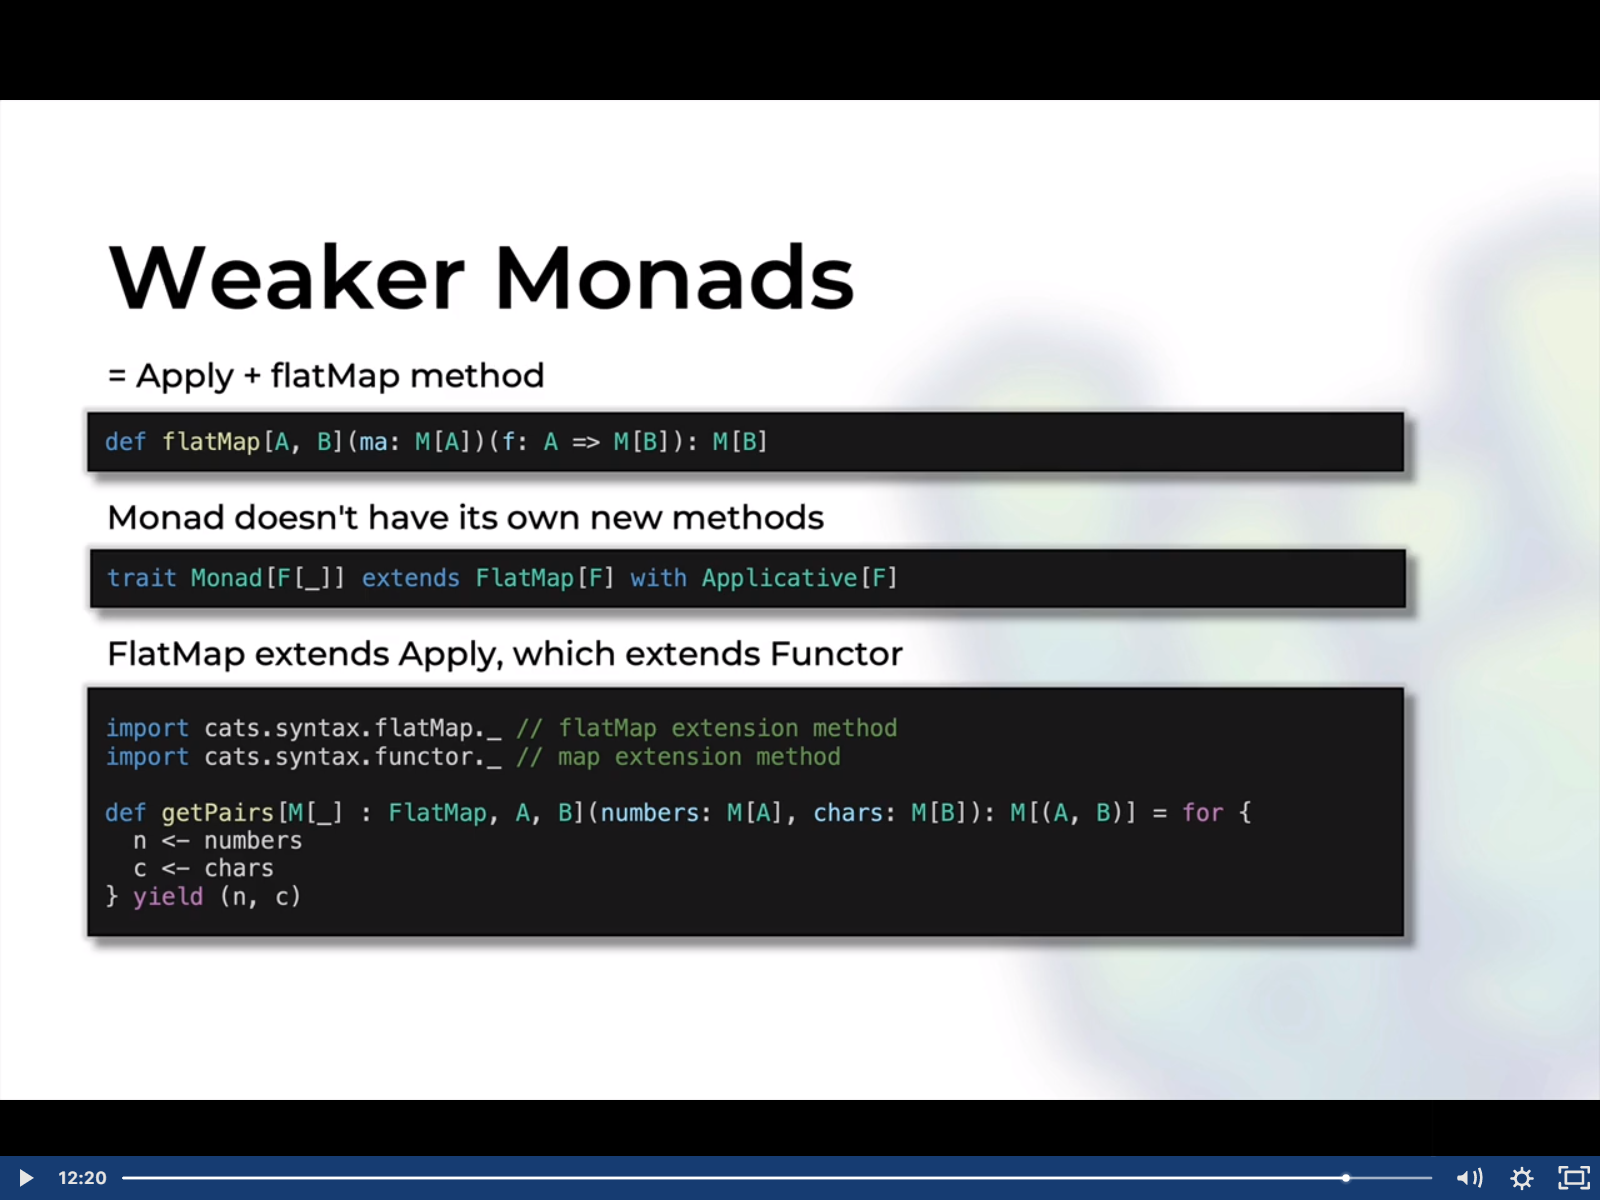 Weaker Monads
= Apply + flatMap method
def flatMap[A, B](ma: M[A])(f: A => M[B]): M[B]
Monad doesn't have its own new methods
trait Monad[F[_]] extends FlatMap[F] with Applicative[F]
FlatMap extends Apply, which extends Functor
import cats.syntax.flatMap._ // flatMap extension method
import cats.syntax.functor._ // map extension method
def getPairs[M[_] : FlatMap, A, B](numbers: M[A], chars: M[B]): M[(A, B)] = for {
  n <- numbers
  c <- chars
} yield (n, c)
12:20